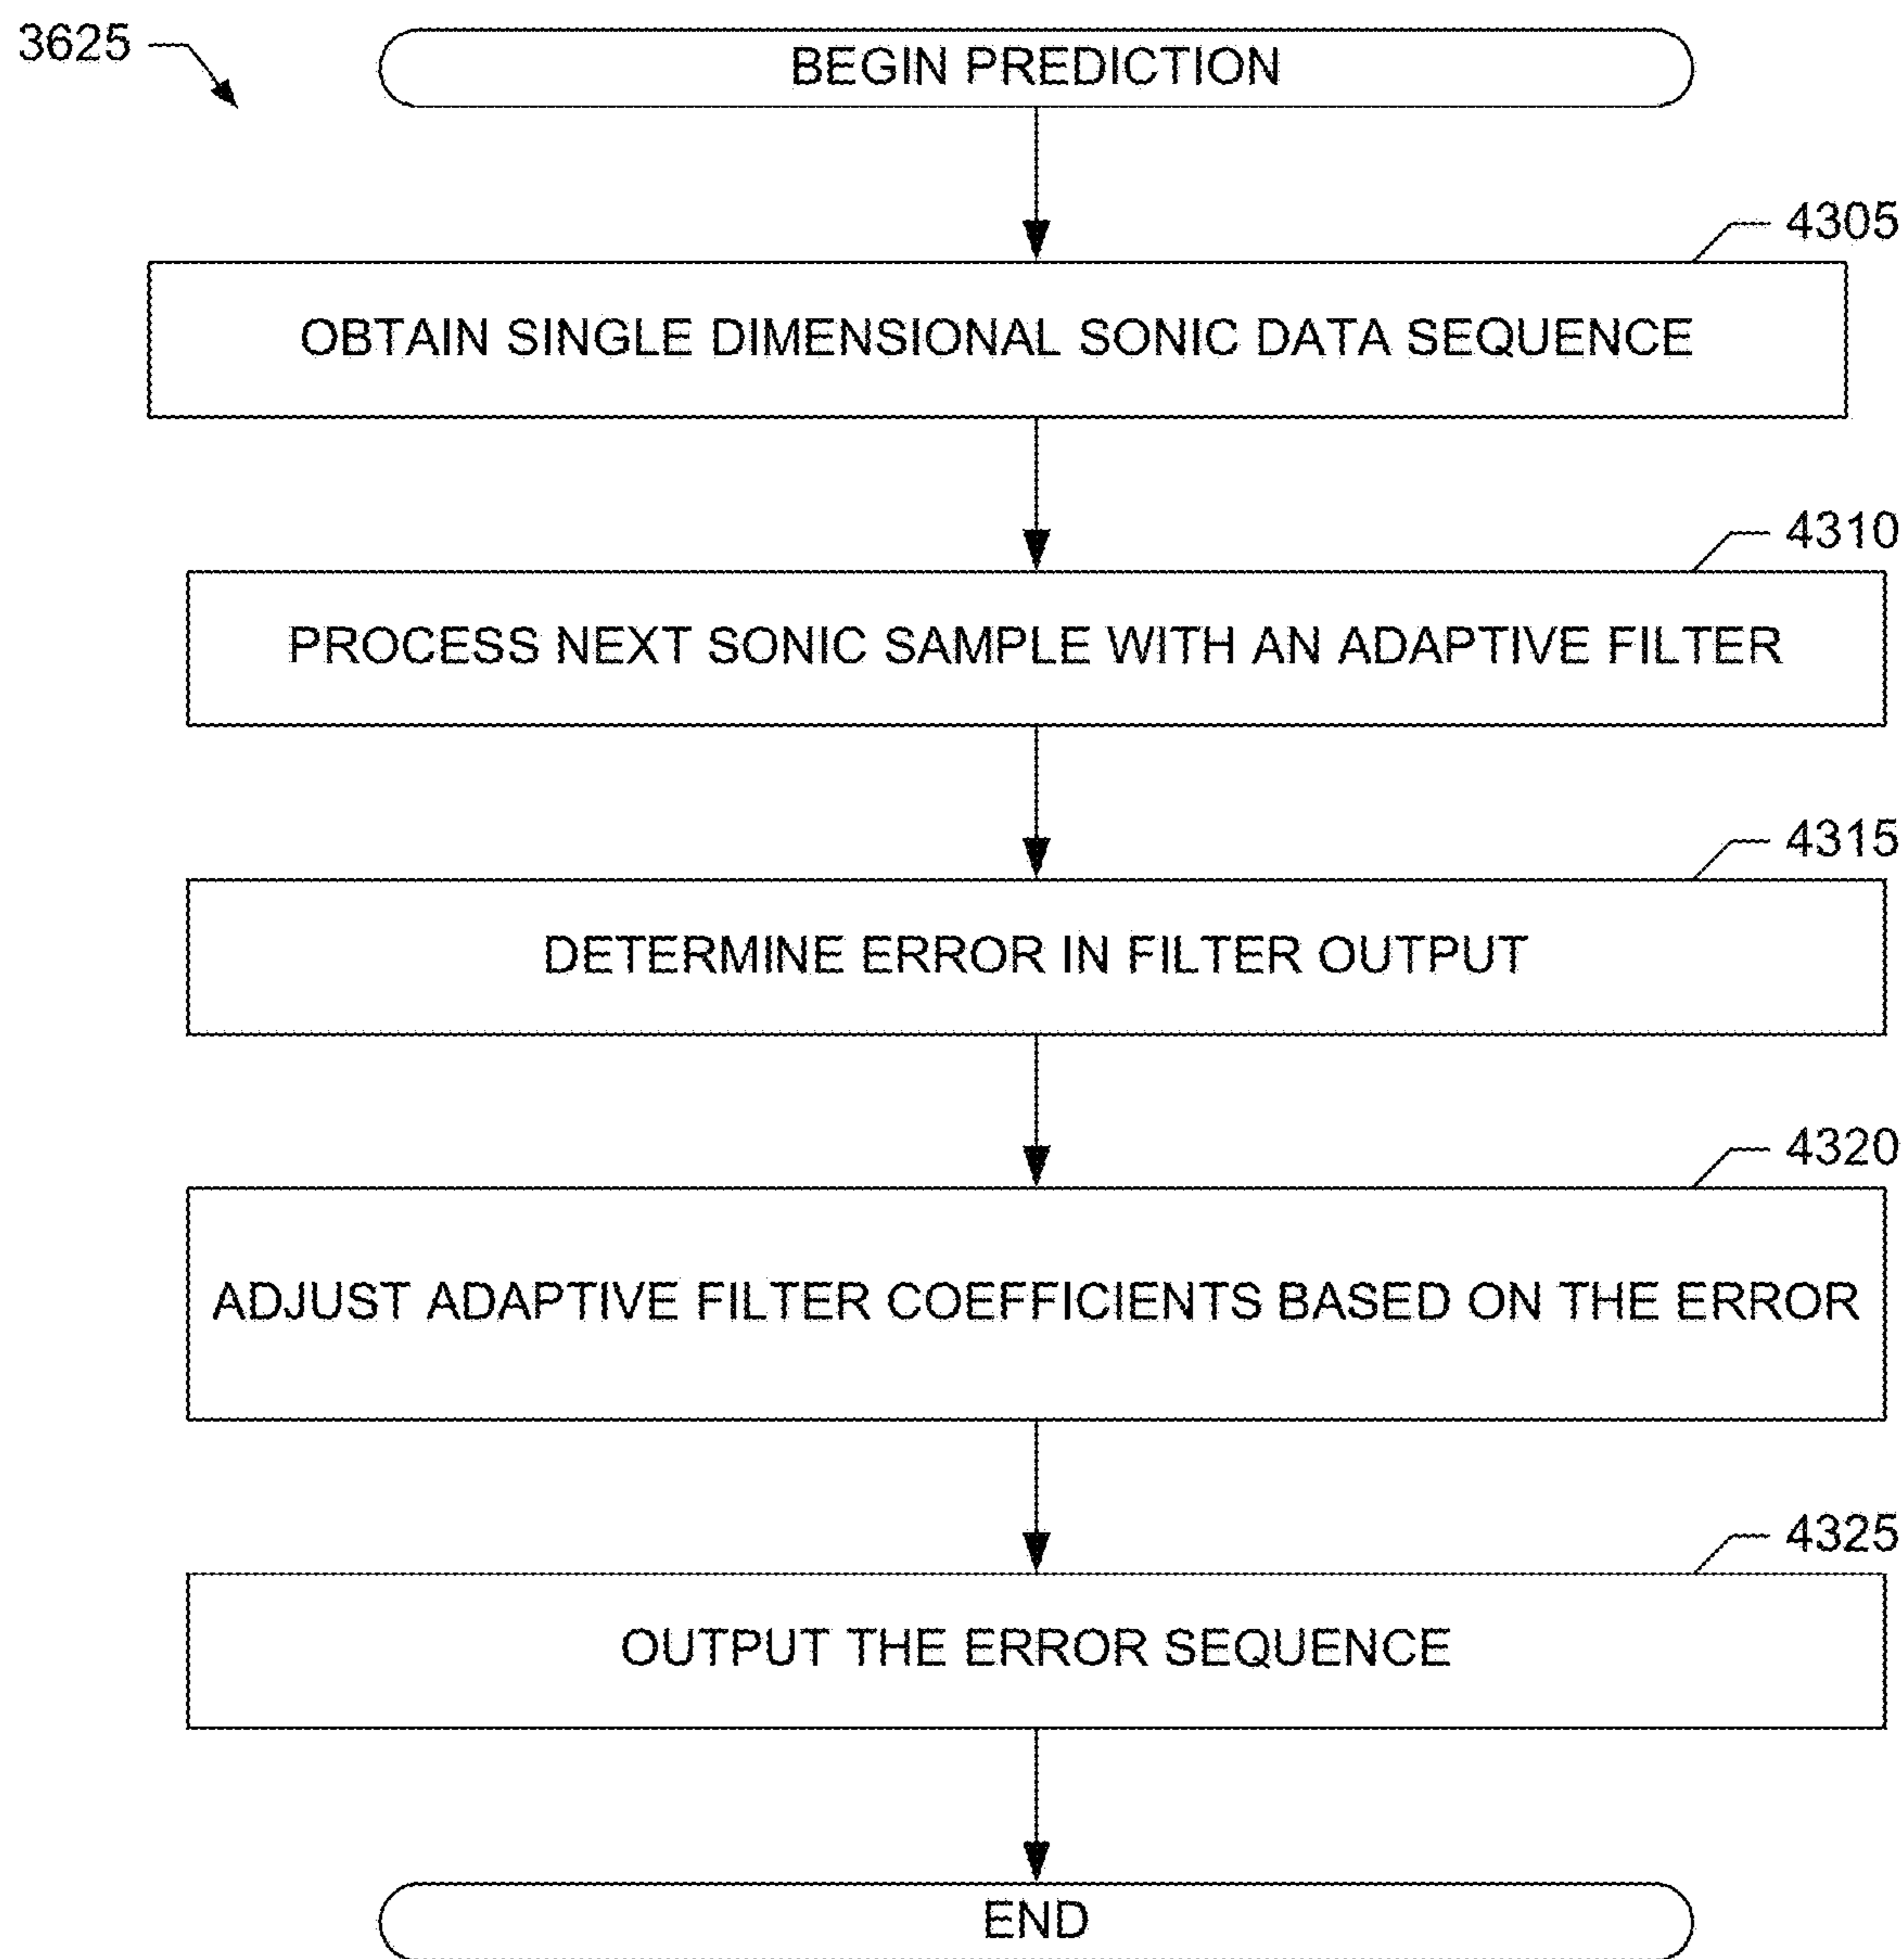 3625
BEGIN PREDICTION
4305
OBTAIN SINGLE DIMENSIONAL SONIC DATA SEQUENCE
4310
PROCESS NEXT SONIC SAMPLE WITH AN ADAPTIVE FILTER
4315
DETERMINE ERROR IN FILTER OUTPUT
4320
ADJUST ADAPTIVE FILTER COEFFICIENTS BASED ON THE ERROR
4325
OUTPUT THE ERROR SEQUENCE
END